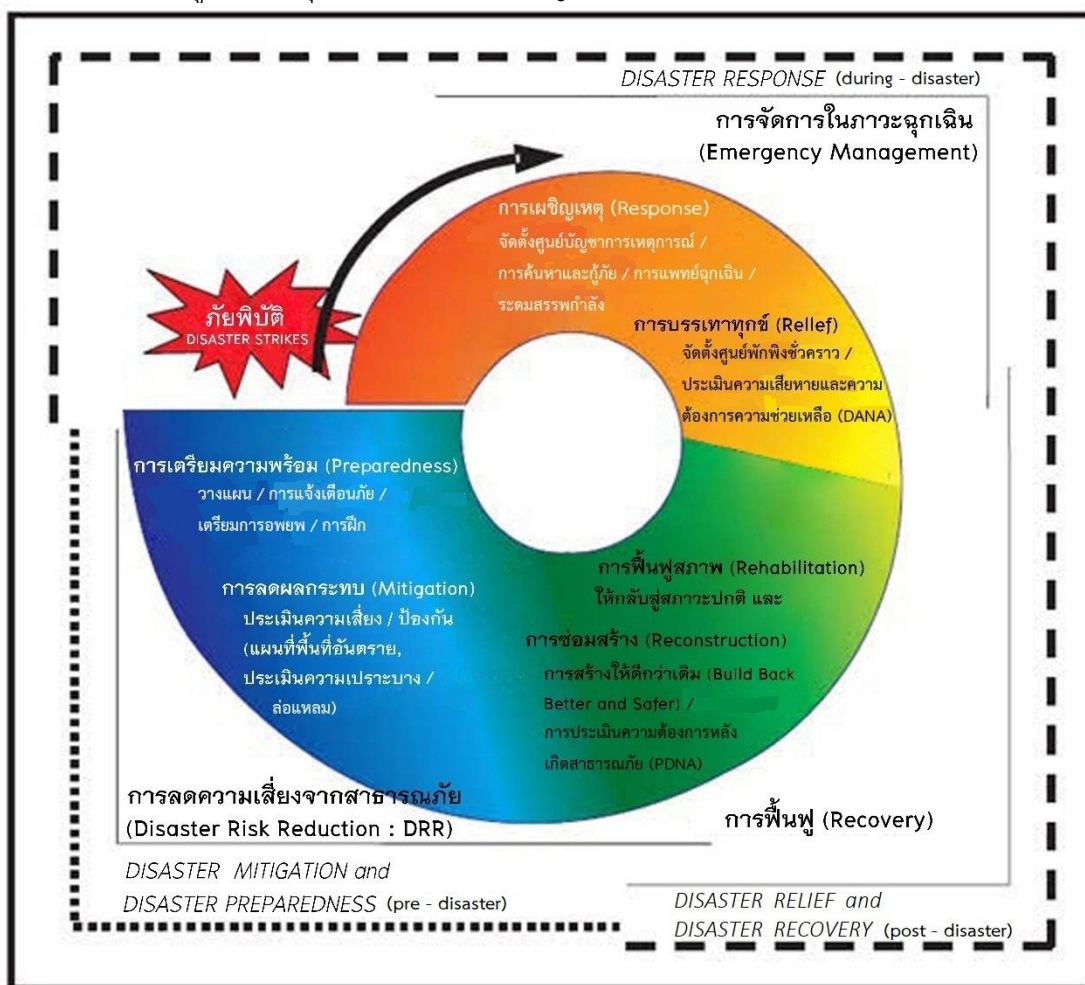 DISASTER RESPONSE (during - disaster)
การจัดการในภาวะฉุกเฉิน
(Emergency Management)
การเผชิญเหตุ (Response)
จัดตั้งศูนย์บัญชาการเหตุการณ์ /
การค้นหาและกู้ภัย / การแพทย์ฉุกเฉิน /
ระดมสรรพกำลัง
ภัยพิบัติ
DISASTER STRIKES
การบรรเทาทุกข์ (Rellef)
จัดตั้งศูนย์พักพิงชั่วคราว /
ประเมินความเสียหายและความ
ต้องการความช่วยเหลือ (DANA)
การเตรียมความพร้อม (Preparedness)
วางแผน / การแจ้งเตือนภัย /
เตรียมการอพยพ / การฝึก
การลดผลกระทบ (Mitigation)
ประเมินความเสี่ยง / ป้องกัน
(แผนที่พื้นที่อันตราย,
ประเมินความเปราะบาง /
ล่อแหลม)
การฟื้นฟูสภาพ (Rehabilitation)
ให้กลับสู่สภาวะปกติ และ
การซ่อมสร้าง (Reconstruction)
การสร้างให้ดีกว่าเดิม (Build Back
Better and Safer) /
การประเมินความต้องการหลัง
เกิดสาธารณภัย (PDNA)
การลดความเสี่ยงจากสาธารณภัย
(Disaster Risk Reduction : DRR)
การฟื้นฟู (Recovery)
DISASTER MITIGATION and
DISASTER PREPAREDNESS (pre - disaster)
DISASTER RELIEF and
DISASTER RECOVERY (post - disaster)